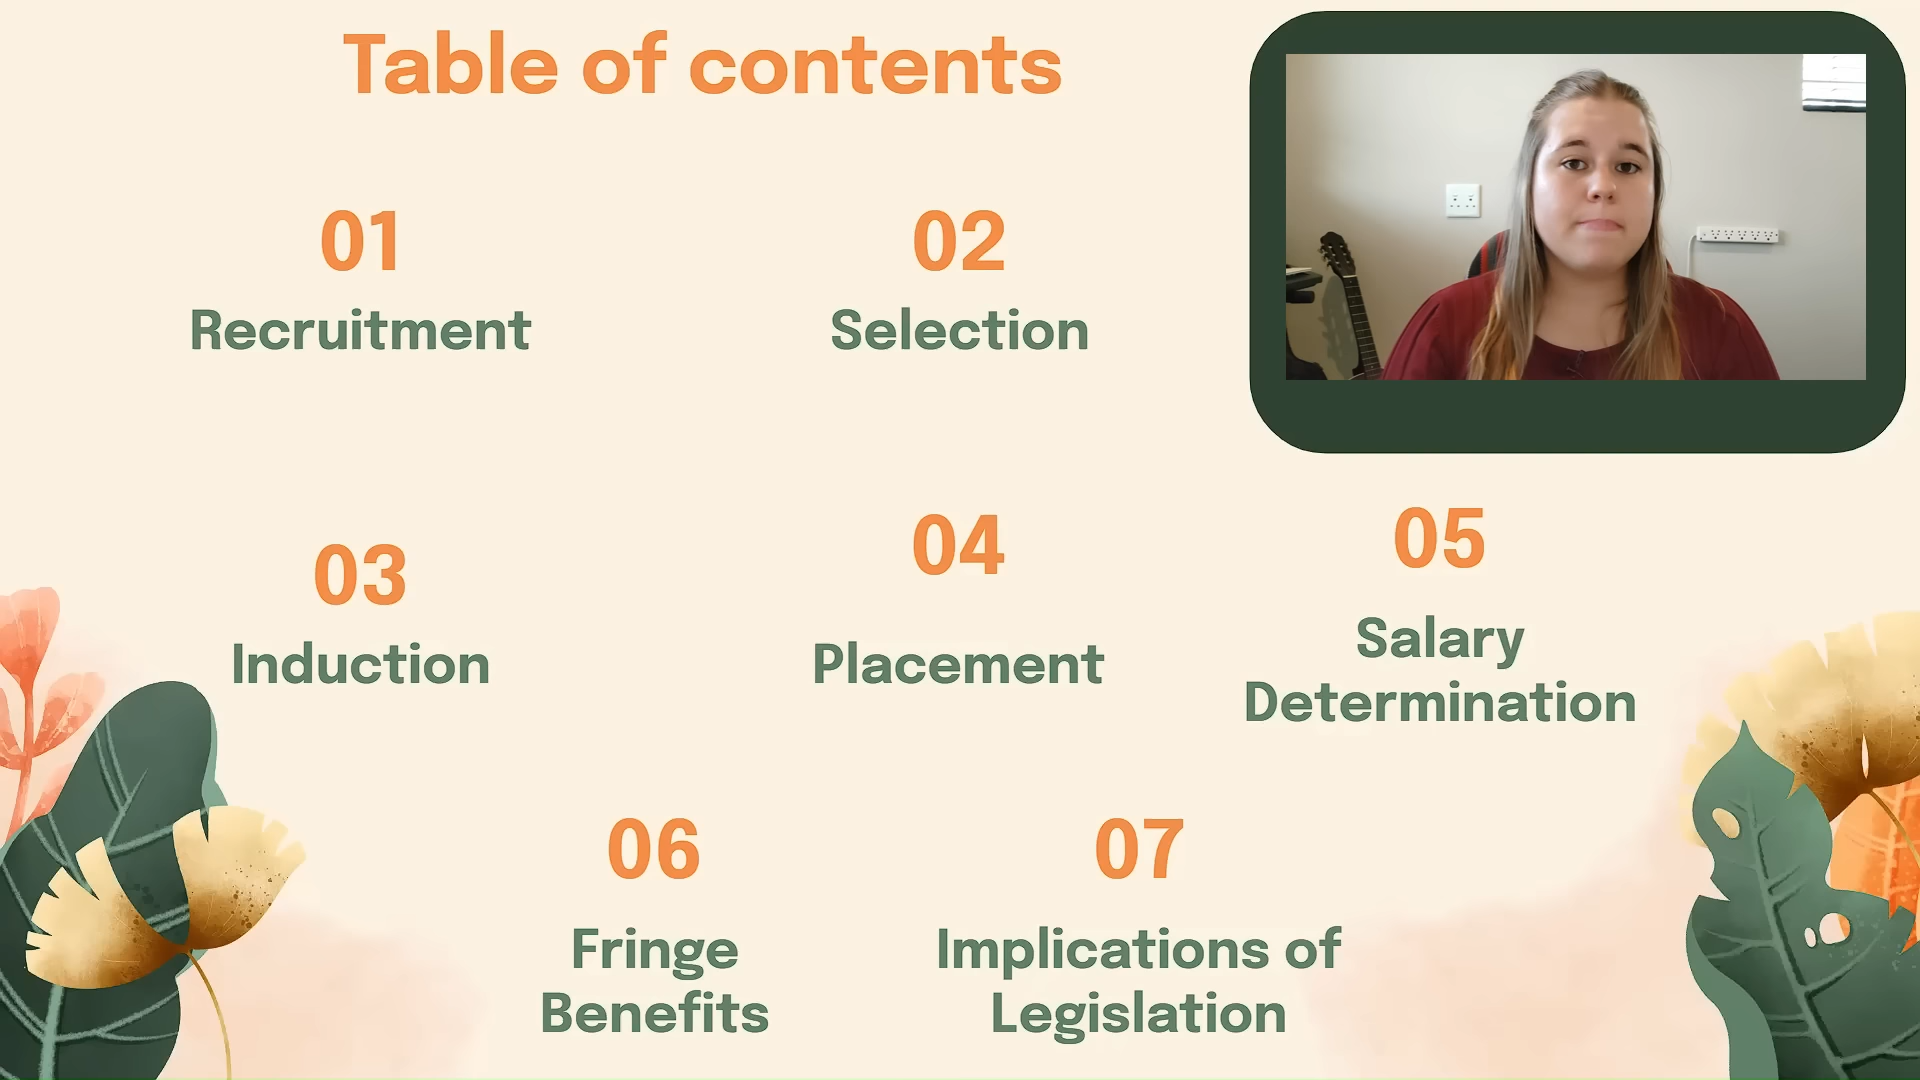 Table of contents
01
Recruitment
02
Selection
03
Induction
04
Placement
05
Salary
Determination
06
Fringe
Benefits
07
Implications of
Legislation